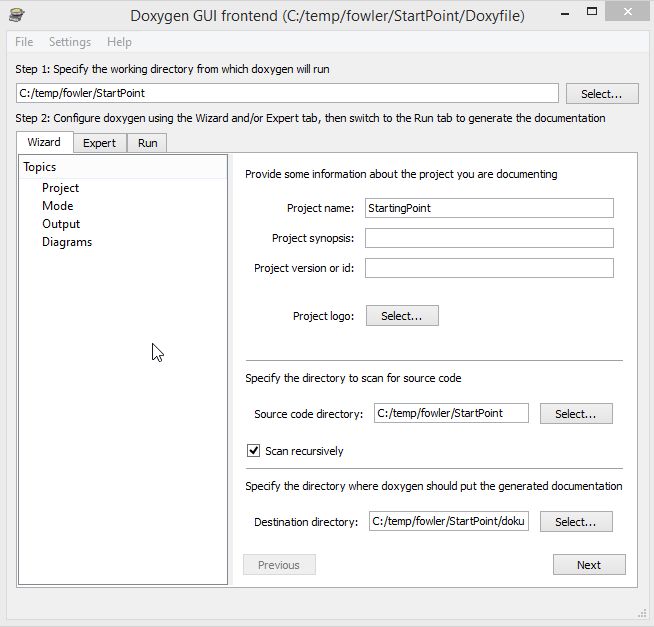 Doxygen GUI frontend (C:/temp/fowler/StartPoint/Doxyfile)
File Settings Help
Step 1: Specify the working directory from which doxygen will run
C:/temp/fowler/StartPoint Select...
Step 2: Configure doxygen using the Wizard and/or Expert tab, then switch to the Run tab to generate the documentation
Wizard Expert Run
Topics
Project
Mode
Output
Diagrams
Provide some information about the project you are documenting
Project name: StartingPoint
Project synopsis:
Project version or id:
Project logo: Select...
Specify the directory to scan for source code
Source code directory: C:/temp/fowler/StartPoint Select...
Scan recursively
Specify the directory where doxygen should put the generated documentation
Destination directory: C:/temp/fowler/StartPoint/doku Select...
Previous Next